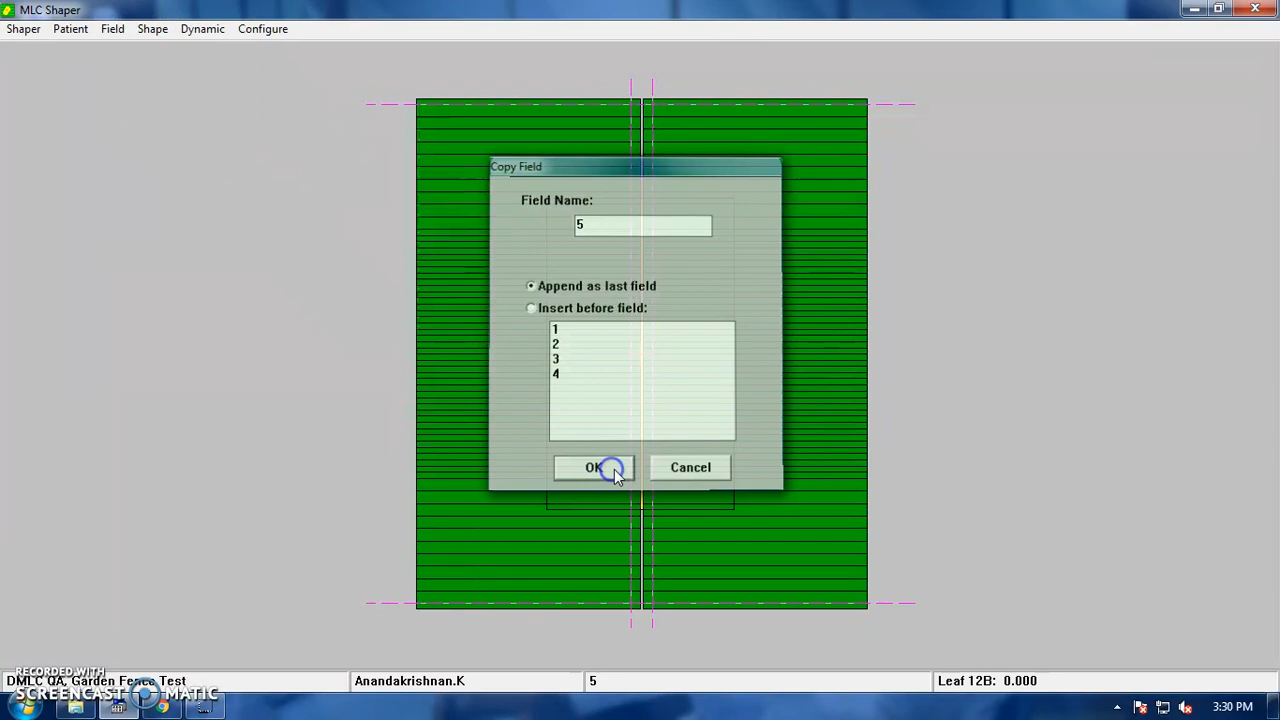 MLC Shaper
Shaper Patient Field Shape Dynamic Configure
Copy Field
Field Name:
5
Append as last field
Insert before field:
1
2
3
4
OK Cancel
DMLC QA, Garden Fence Test Anandakrishnan.K 5 Leaf 12B: 0.000
RECORDED WITH
SCREENCAST MATIC
3:30 PM